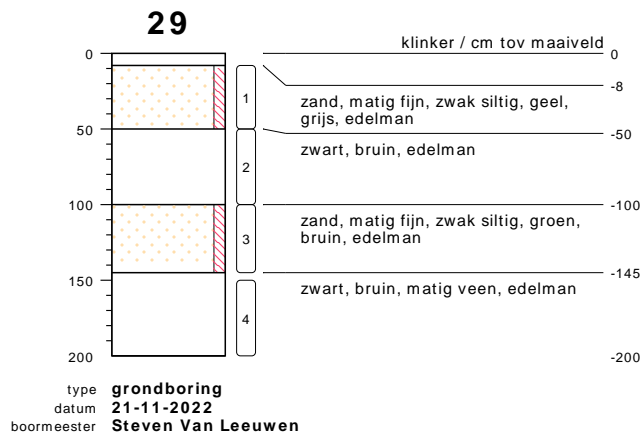 29
klinker / cm tov maaiveld
0
0
-8
1
zand, matig fijn, zwak siltig, geel,
grijs, edelman
50
-50
zwart, bruin, edelman
2
100
-100
zand, matig fijn, zwak siltig, groen,
bruin, edelman
3
-145
150
zwart, bruin, matig veen, edelman
4
200
-200
type grondboring
datum 21-11-2022
boormeester Steven Van Leeuwen